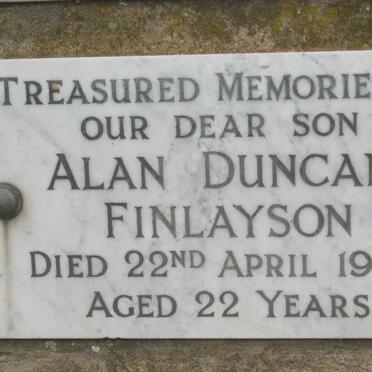 TREASURED MEMORIE
OUR DEAR SON
ALAN DUNCA
FINLAYSON
DIED 22ND APRIL 19
AGED 22 YEARS